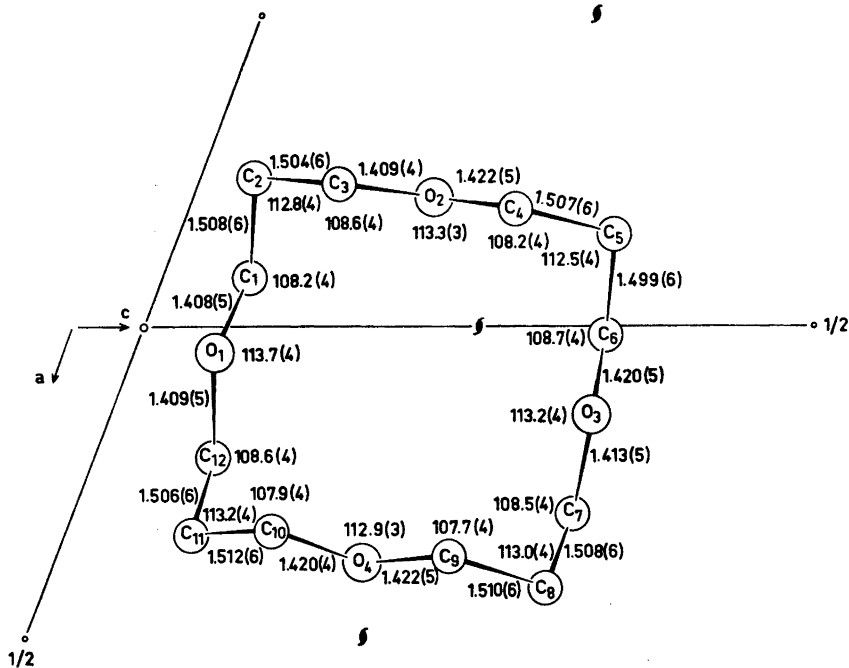 1.504(6)
1.409(4)
1.422(5)
1.507(6)
C2
C3
O2
C4
C5
112.8(4)
108.6(4)
113.3(3)
108.2(4)
112.5(4)
1.508(6)
1.499(6)
C1
108.2(4)
1.408(5)
c
1/2
108.7(4)
C6
O1
113.7(4)
a
1.420(5)
1.409(5)
113.2(4)
O3
1.413(5)
C12
108.6(4)
1.506(6)
107.9(4)
108.5(4)
C7
113.2(4)
112.9(3)
107.7(4)
C11
C10
113.0(4)
1.508(6)
1.512(6)
1.420(4)
O4
1.422(5)
C9
1.510(6)
C8
1/2